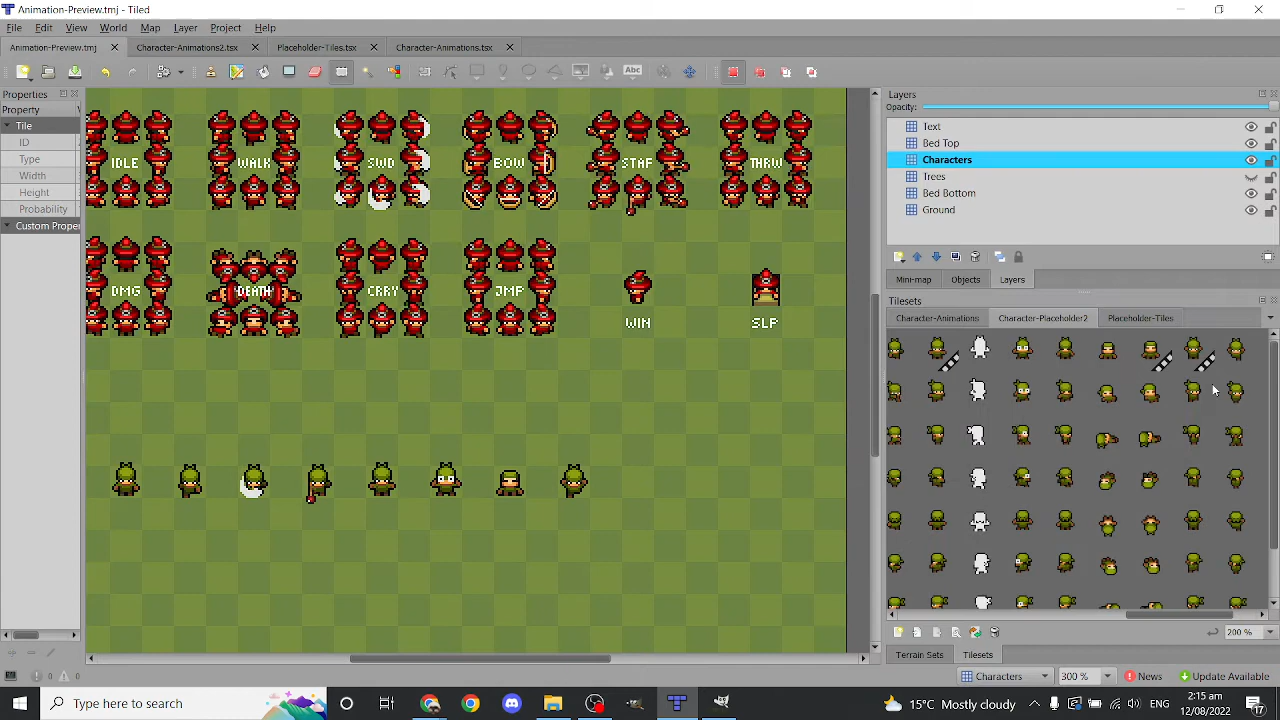 Animation-Preview.tmj - Tiled
File Edit View World Map Layer Project Help
Animation-Preview.tmj Character-Animations2.tsx Placeholder-Tiles.tsx Character-Animations.tsx
Abc
Properties
Property
Tile
ID
Type
Width
Height
Probability
Custom Prope
IDLE WALK SWD BOW STAF THRW
DMG DEATH CRRY JMP
WIN SLP
Layers
Opacity:
Text
Bed Top
Characters
Trees
Bed Bottom
Ground
Mini-map Objects Layers
Tilesets
Character-Animations Character-Placeholder2 Placeholder-Tiles
200 %
Terrain Sets Tilesets
0 0
Characters 300 % News Update Available
Type here to search
15°C Mostly Cloudy
ENG
2:15 am
12/08/2022